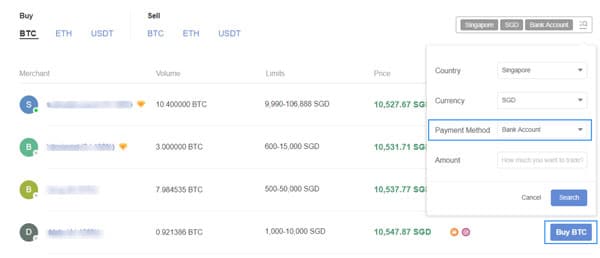 Buy Sell
BTC ETH USDT BTC ETH USDT
Singapore SGD Bank Account
Merchant Volume Limits Price
Country Singapore
Currency SGD
Payment Method Bank Account
Amount How much you want to trade?
Cancel Search
S 10.400000 BTC 9,990-106,888 SGD 10,527.67 SGD
B 3.000000 BTC 600-15,000 SGD 10,531.71 SGD
B 7.984535 BTC 500-50,000 SGD 10,537.77 SGD
D 0.921386 BTC 1,000-10,000 SGD 10,547.87 SGD Buy BTC